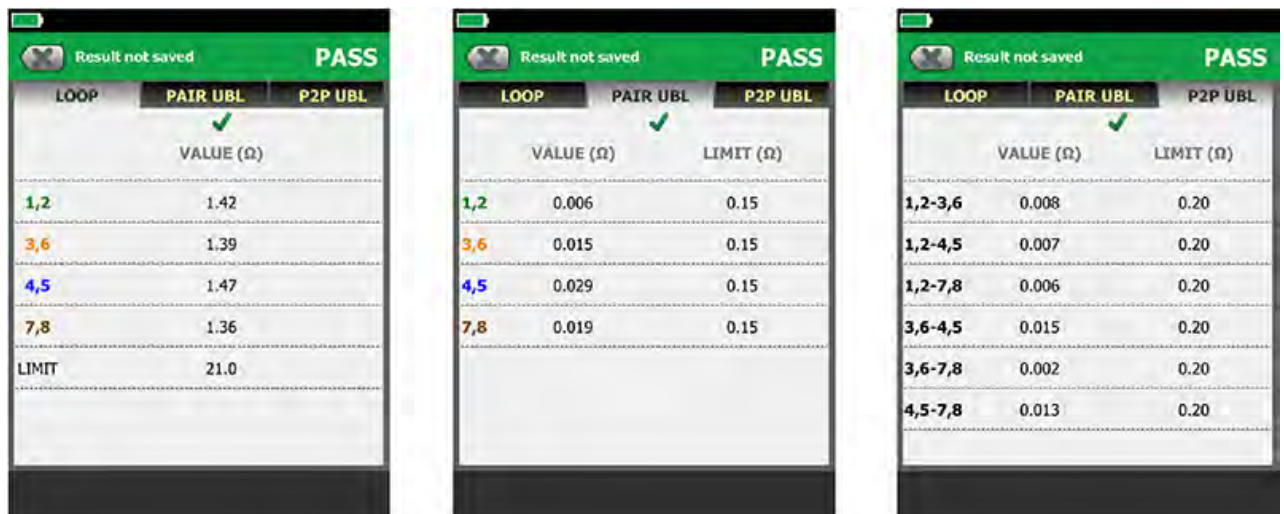 Result not saved PASS
LOOP PAIR UBL P2P UBL
VALUE (Ω)
1,2 1.42
3,6 1.39
4,5 1.47
7,8 1.36
LIMIT 21.0
Result not saved PASS
LOOP PAIR UBL P2P UBL
VALUE (Ω) LIMIT (Ω)
1,2 0.006 0.15
3,6 0.015 0.15
4,5 0.029 0.15
7,8 0.019 0.15
Result not saved PASS
LOOP PAIR UBL P2P UBL
VALUE (Ω) LIMIT (Ω)
1,2-3,6 0.008 0.20
1,2-4,5 0.007 0.20
1,2-7,8 0.006 0.20
3,6-4,5 0.015 0.20
3,6-7,8 0.002 0.20
4,5-7,8 0.013 0.20